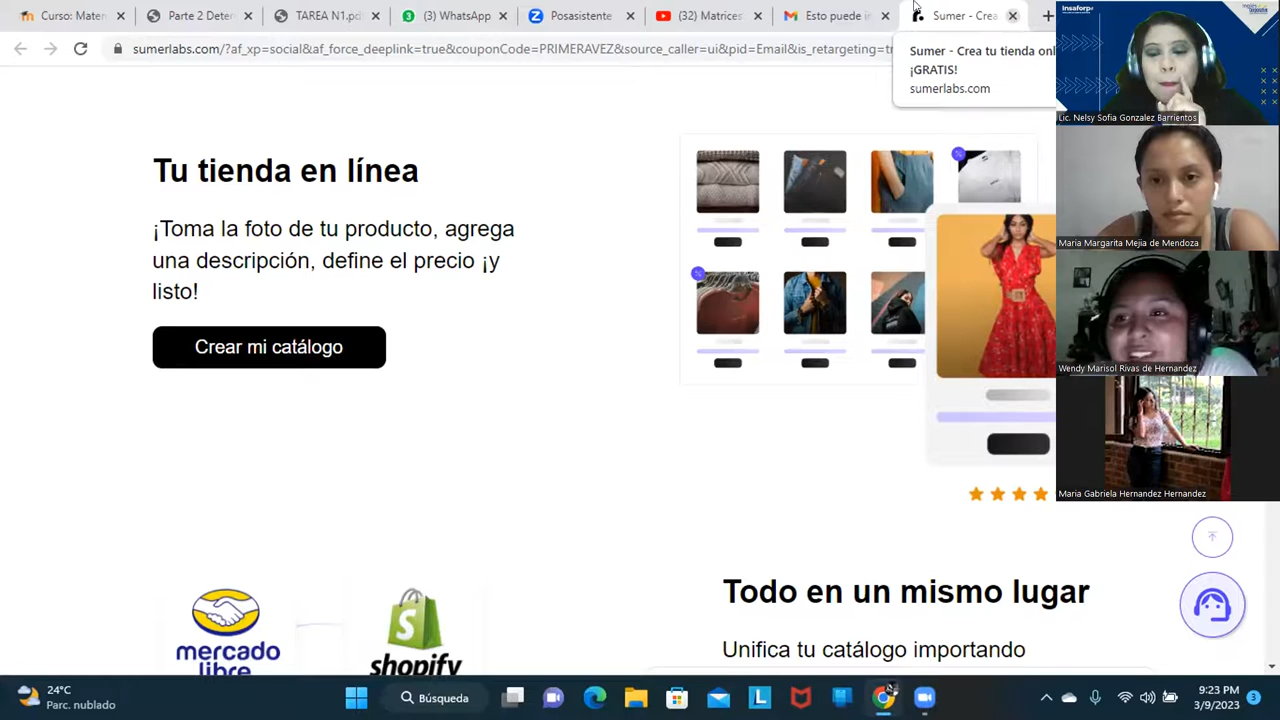 Curso: Mater
Parte 2 Deter
TAREA N1.p
(3) WhatsApp
zosasistente
(32) Matrices
Esto puede in
Sumer - Crea
sumerlabs.com/?af_xp=social&af_force_deeplink=true&couponCode=PRIMERAVEZ&source_caller=ui&pid=Email&is_retargeting=tr
Sumer - Crea tu tienda onl
¡GRATIS!
sumerlabs.com
Insaforp
Lic. Nelsy Sofia Gonzalez Barrientos
Maria Margarita Mejia de Mendoza
Wendy Marisol Rivas de Hernandez
Maria Gabriela Hernandez Hernandez
Tu tienda en línea
¡Toma la foto de tu producto, agrega
una descripción, define el precio ¡y
listo!
Crear mi catálogo
mercado
libre
shopify
Todo en un mismo lugar
Unifica tu catálogo importando
24°C
Parc. nublado
Búsqueda
9:23 PM
3/9/2023
3